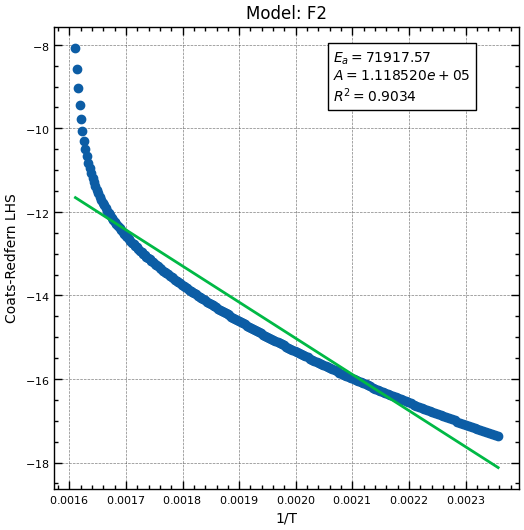 Model: F2
E_a = 71917.57
A = 1.118520e + 05
R² = 0.9034
Coats-Redfern LHS
−8
−10
−12
−14
−16
−18
0.0016 0.0017 0.0018 0.0019 0.0020 0.0021 0.0022 0.0023
1/T